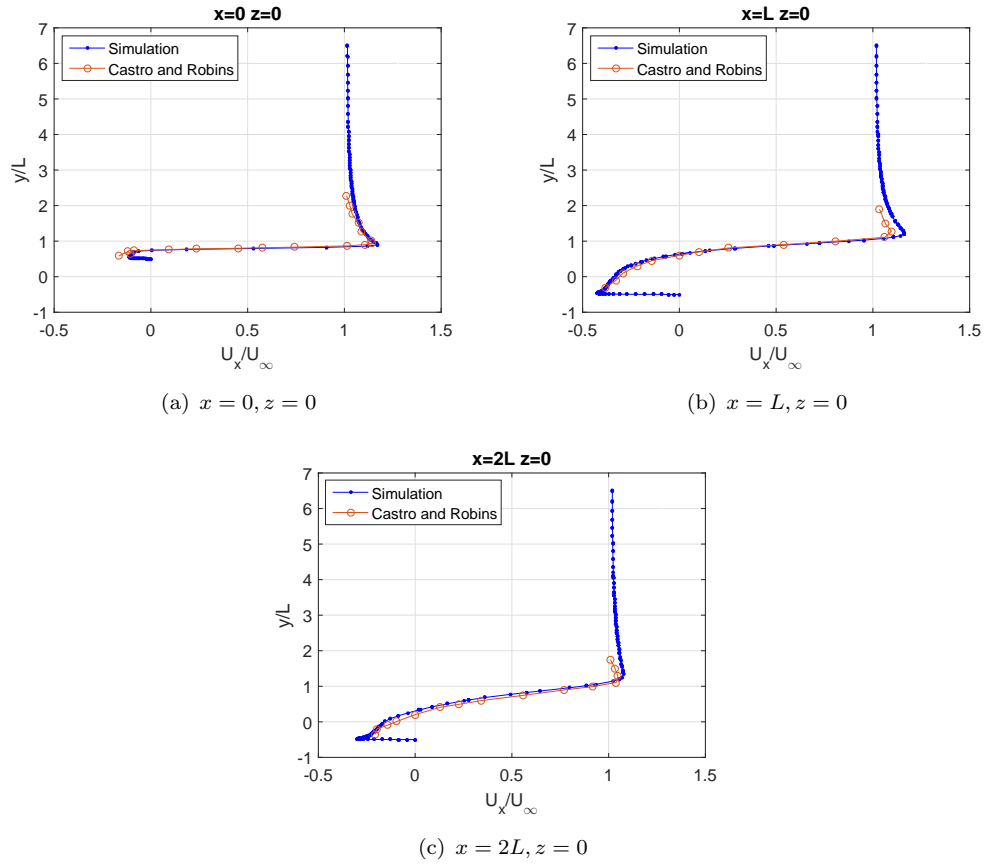 x=0 z=0
7
6
5
4
3
2
1
0
-1
y/L
Simulation
Castro and Robins
-0.5 0 0.5 1 1.5
U_x/U_∞
(a) x = 0, z = 0
x=L z=0
7
6
5
4
3
2
1
0
-1
y/L
Simulation
Castro and Robins
-0.5 0 0.5 1 1.5
U_x/U_∞
(b) x = L, z = 0
x=2L z=0
7
6
5
4
3
2
1
0
-1
y/L
Simulation
Castro and Robins
-0.5 0 0.5 1 1.5
U_x/U_∞
(c) x = 2L, z = 0